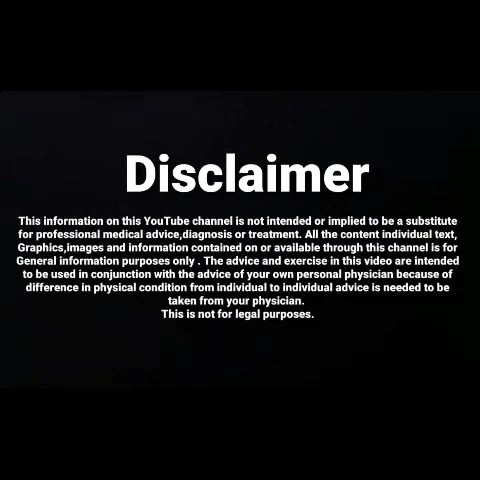 Disclaimer
This information on this YouTube channel is not intended or implied to be a substitute
for professional medical advice,diagnosis or treatment. All the content individual text,
Graphics,images and information contained on or available through this channel is for
General information purposes only . The advice and exercise in this video are intended
to be used in conjunction with the advice of your own personal physician because of
difference in physical condition from individual to individual advice is needed to be
taken from your physician.
This is not for legal purposes.